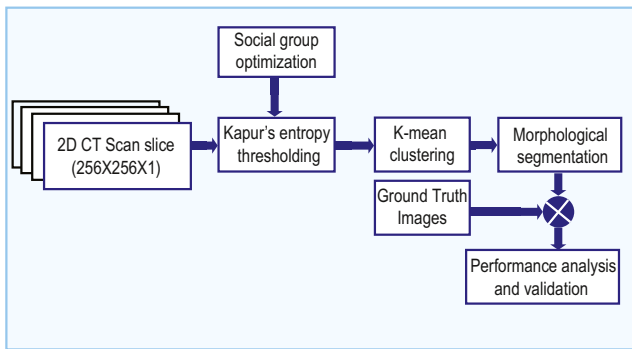 Social group
optimization
2D CT Scan slice
(256X256X1)
Kapur's entropy
thresholding
K-mean
clustering
Morphological
segmentation
Ground Truth
Images
Performance analysis
and validation